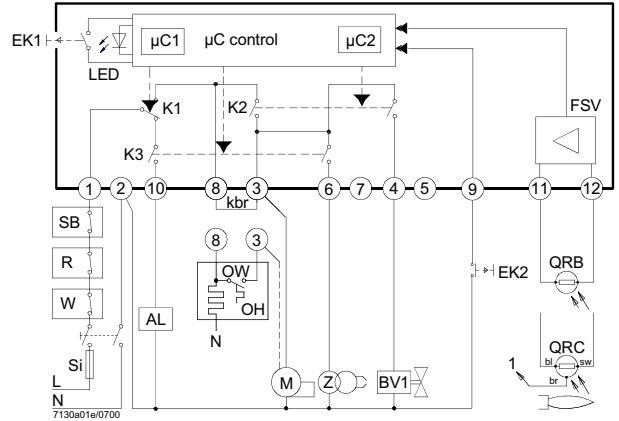 EK1
LED
µC1
µC control
µC2
FSV
K1
K2
K3
1
2
10
8
3
6
7
4
5
9
11
12
kbr
SB
R
W
Si
L
N
7130a01e/0700
AL
8
3
OW
OH
N
M
Z
BV1
EK2
QRB
QRC
bl
sw
br
1